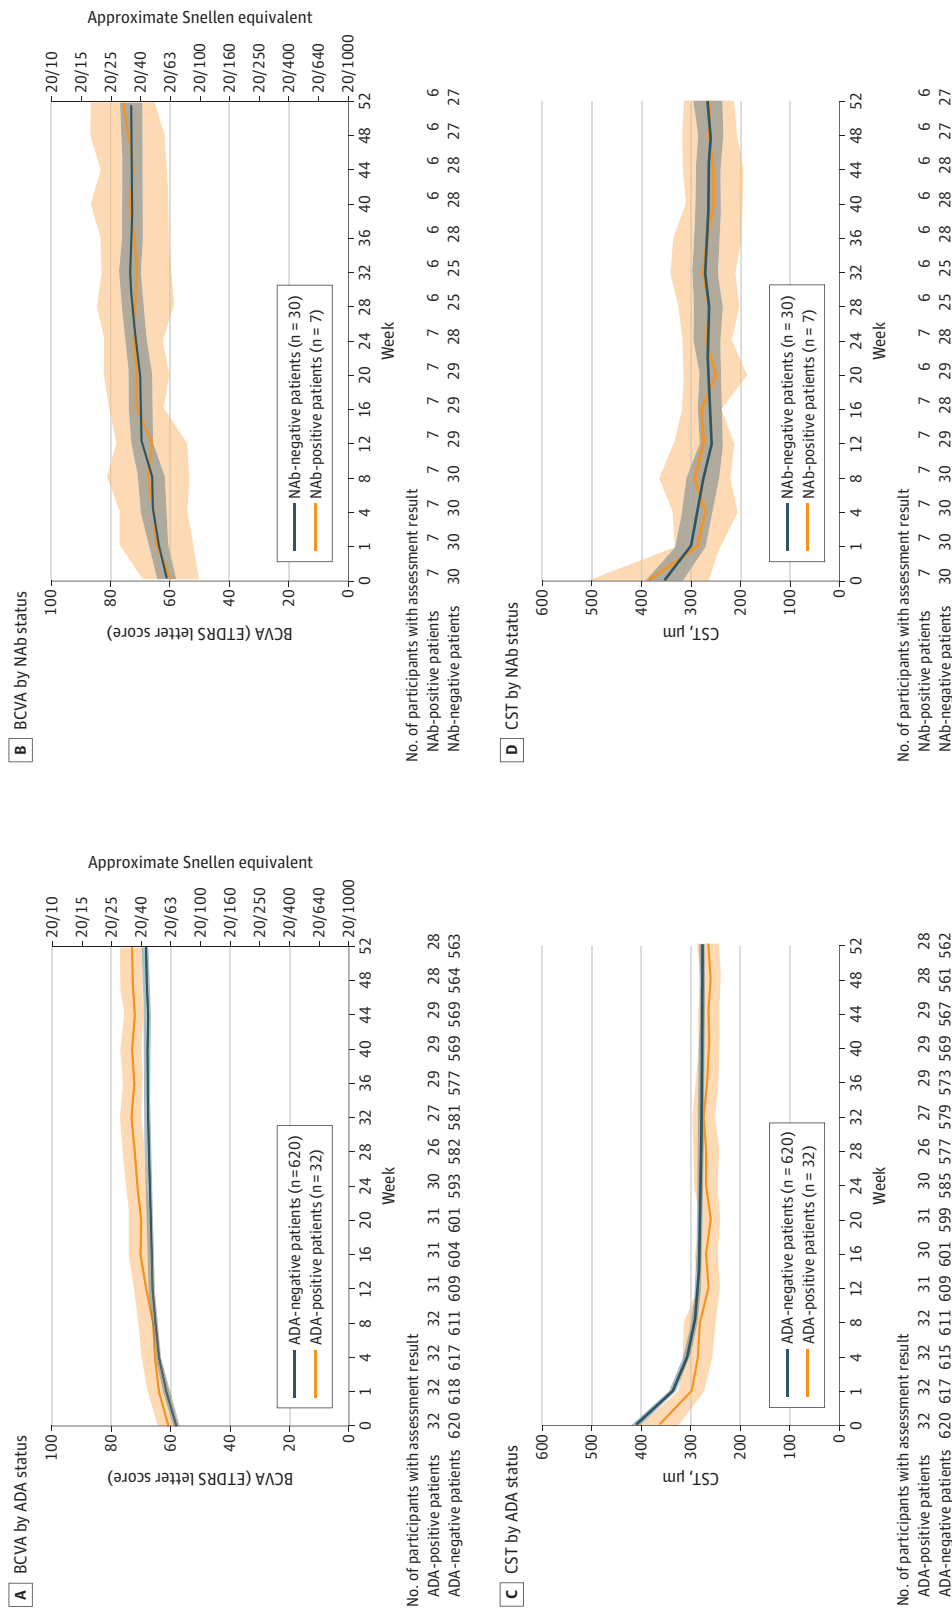 A BCVA by ADA status
BCVA (ETDRS letter score)
100
80
60
40
20
0
Approximate Snellen equivalent
20/10
20/15
20/25
20/40
20/63
20/100
20/160
20/250
20/400
20/640
20/1000
ADA-negative patients (n = 620)
ADA-positive patients (n = 32)
0 1 4 8 12 16 20 24 28 32 36 40 44 48 52
Week
No. of participants with assessment result
ADA-positive patients 32 32 32 32 31 31 31 30 26 27 29 29 29 28 28
ADA-negative patients 620 618 617 611 609 604 601 593 582 581 577 569 569 564 563
B BCVA by NAb status
BCVA (ETDRS letter score)
100
80
60
40
20
0
Approximate Snellen equivalent
20/10
20/15
20/25
20/40
20/63
20/100
20/160
20/250
20/400
20/640
20/1000
NAb-negative patients (n = 30)
NAb-positive patients (n = 7)
0 1 4 8 12 16 20 24 28 32 36 40 44 48 52
Week
No. of participants with assessment result
NAb-positive patients 7 7 7 7 7 7 7 7 6 6 6 6 6 6 6
NAb-negative patients 30 30 30 30 29 29 29 28 25 25 28 28 28 27 27
C CST by ADA status
CST, μm
600
500
400
300
200
100
0
ADA-negative patients (n = 620)
ADA-positive patients (n = 32)
0 1 4 8 12 16 20 24 28 32 36 40 44 48 52
Week
No. of participants with assessment result
ADA-positive patients 32 32 32 32 31 30 31 30 26 27 29 29 29 28 28
ADA-negative patients 620 617 615 611 609 601 599 585 577 579 573 569 567 561 562
D CST by NAb status
CST, μm
600
500
400
300
200
100
0
NAb-negative patients (n = 30)
NAb-positive patients (n = 7)
0 1 4 8 12 16 20 24 28 32 36 40 44 48 52
Week
No. of participants with assessment result
NAb-positive patients 7 7 7 7 7 7 6 7 6 6 6 6 6 6 6
NAb-negative patients 30 30 30 30 29 28 29 28 25 25 28 28 28 27 27